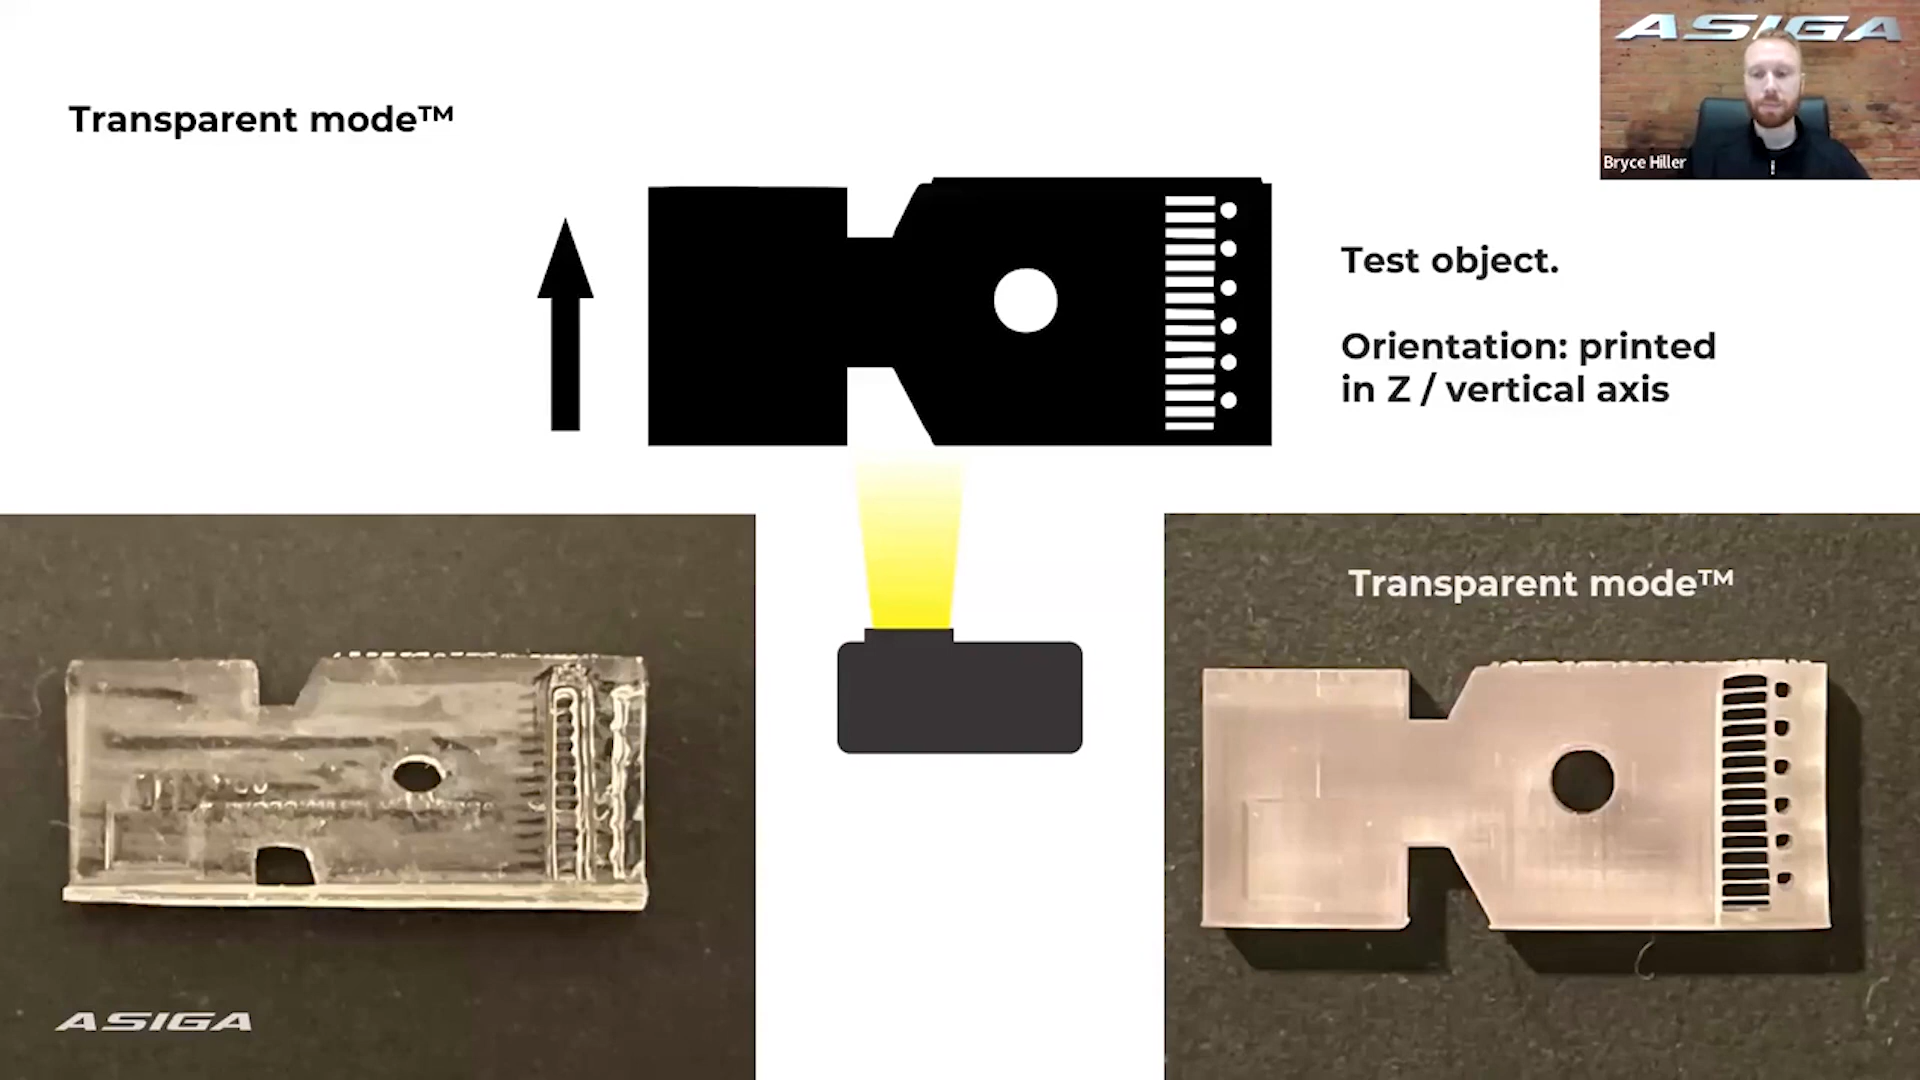 ASIGA
Transparent mode™
Bryce Hiller
Test object.
Orientation: printed
in Z / vertical axis
Transparent mode™
ASIGA